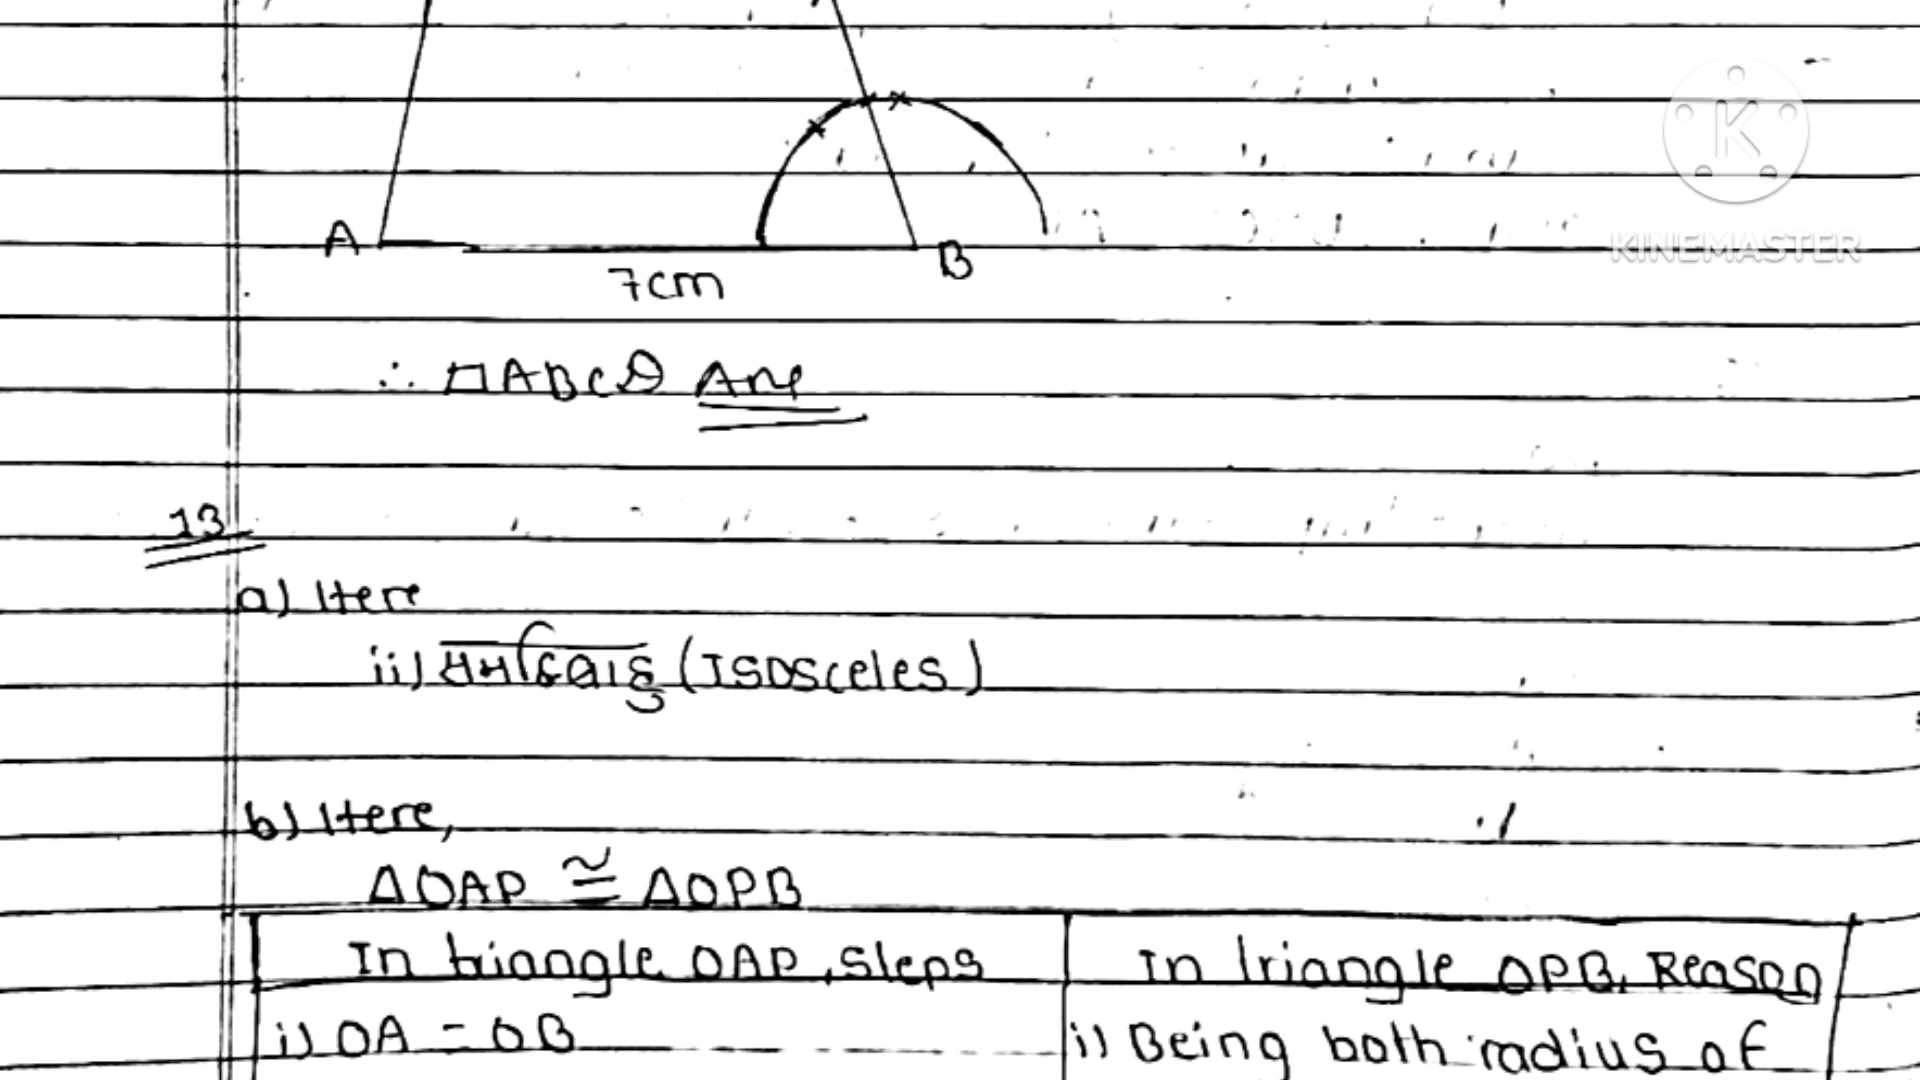 A
B
7cm
∴ □ABCD Ans
13
a) Here
ii) समद्विबाहु (Isosceles)
b) Here,
ΔOAP ≅ ΔOPB
In triangle OAP, Steps
In triangle OPB, Reason
i) OA = OB
i) Being both radius of
K
KINEMASTER